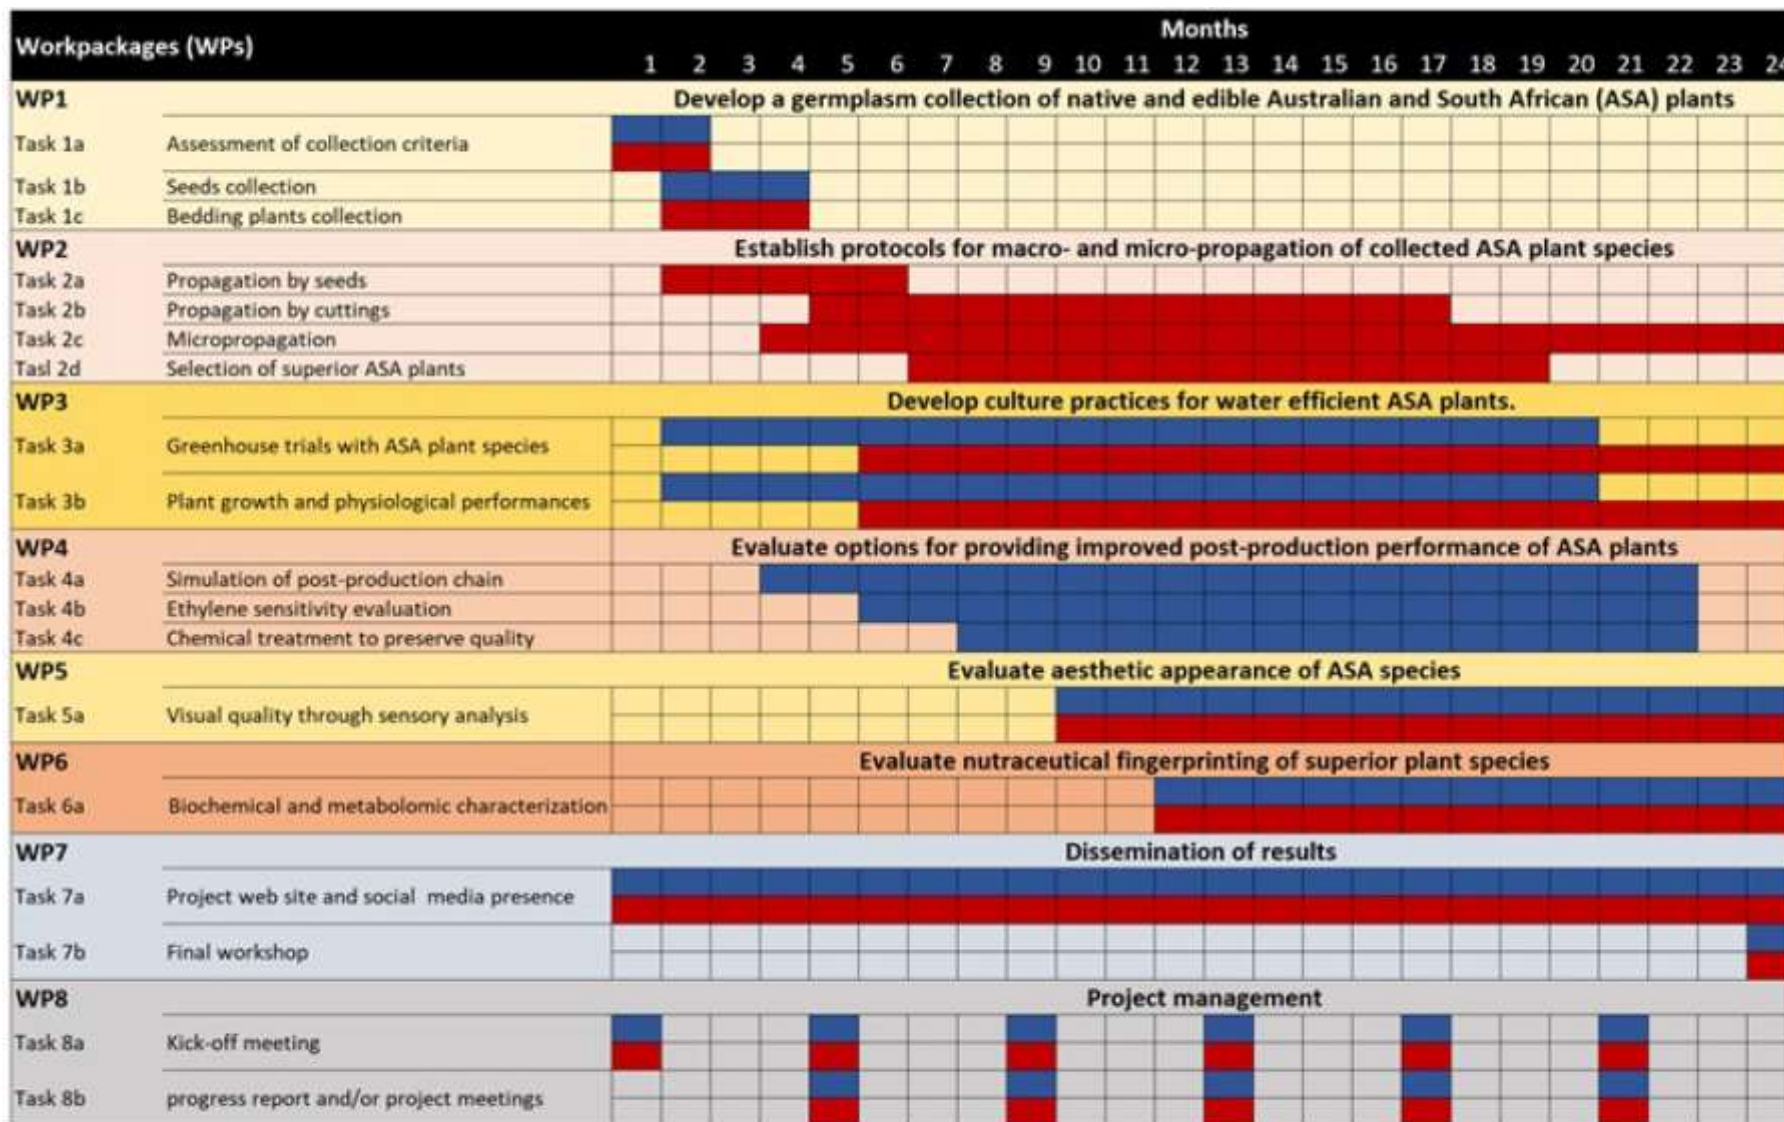 Months
Workpackages (WPs)
1 2 3 4 5 6 7 8 9 10 11 12 13 14 15 16 17 18 19 20 21 22 23 24
WP1 Develop a germplasm collection of native and edible Australian and South African (ASA) plants
Task 1a Assessment of collection criteria
Task 1b Seeds collection
Task 1c Bedding plants collection
WP2 Establish protocols for macro- and micro-propagation of collected ASA plant species
Task 2a Propagation by seeds
Task 2b Propagation by cuttings
Task 2c Micropropagation
Tasl 2d Selection of superior ASA plants
WP3 Develop culture practices for water efficient ASA plants.
Task 3a Greenhouse trials with ASA plant species
Task 3b Plant growth and physiological performances
WP4 Evaluate options for providing improved post-production performance of ASA plants
Task 4a Simulation of post-production chain
Task 4b Ethylene sensitivity evaluation
Task 4c Chemical treatment to preserve quality
WP5 Evaluate aesthetic appearance of ASA species
Task 5a Visual quality through sensory analysis
WP6 Evaluate nutraceutical fingerprinting of superior plant species
Task 6a Biochemical and metabolomic characterization
WP7 Dissemination of results
Task 7a Project web site and social media presence
Task 7b Final workshop
WP8 Project management
Task 8a Kick-off meeting
Task 8b progress report and/or project meetings